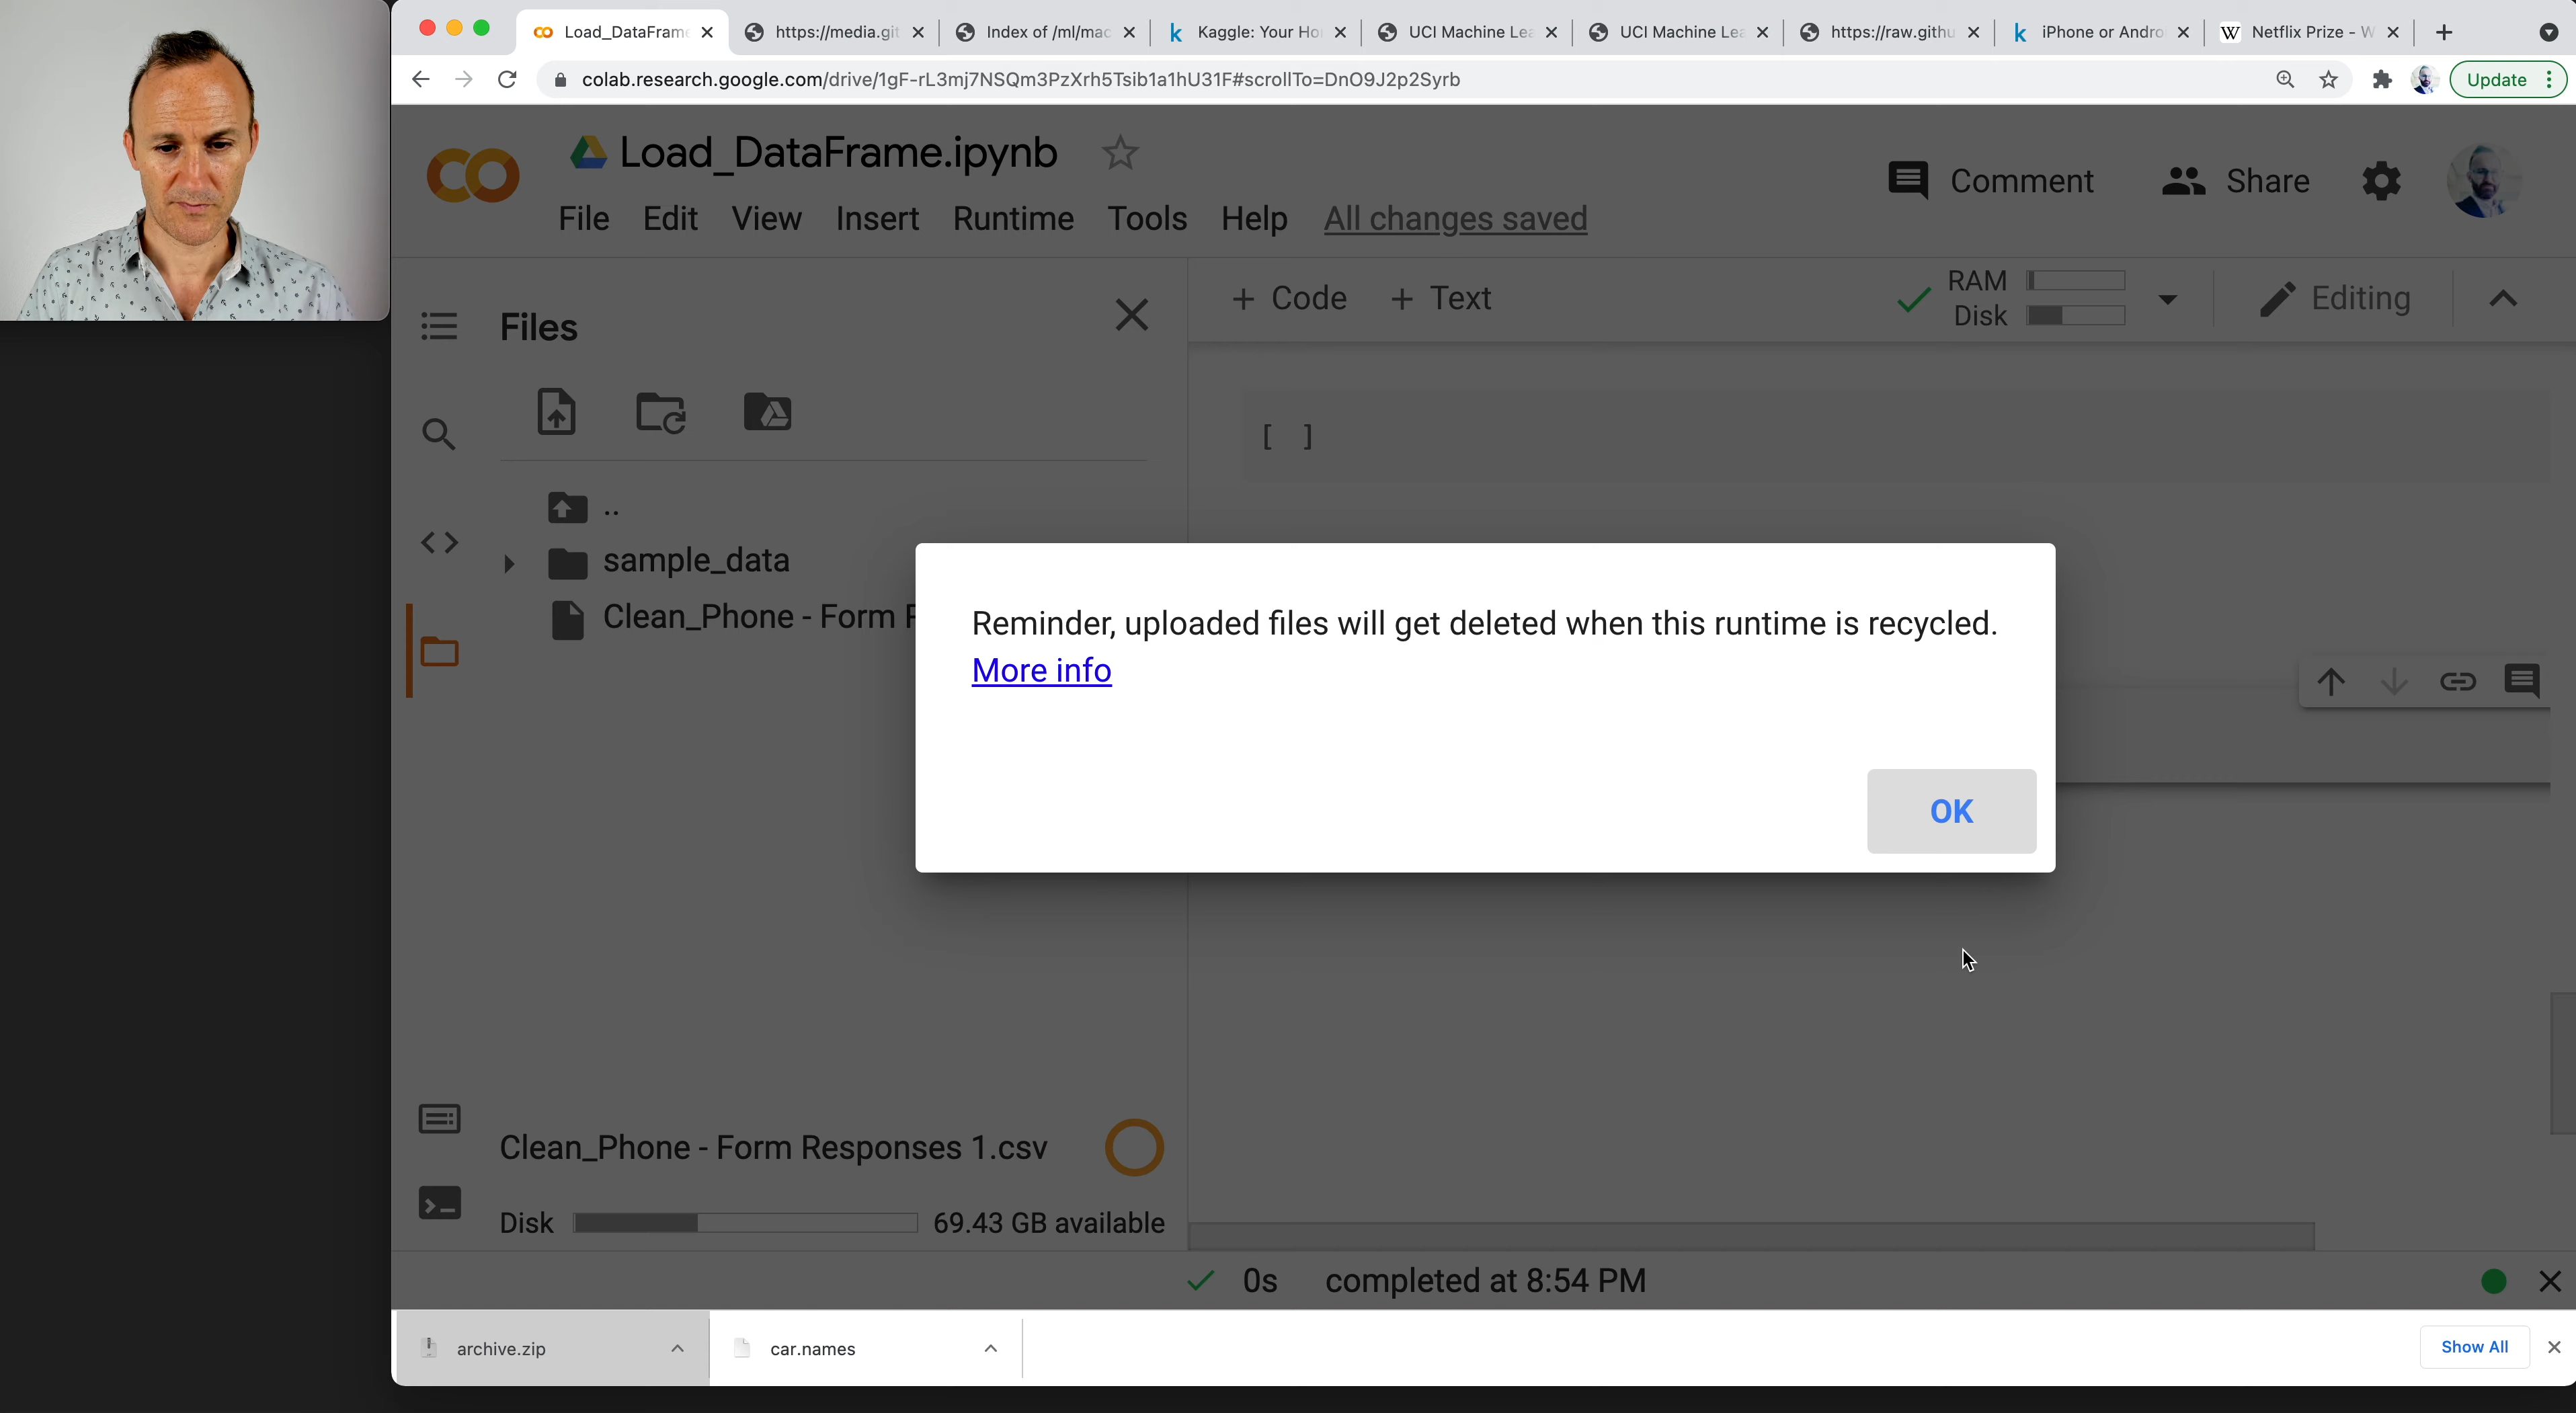 Load_DataFram
https://media.git
Index of /ml/mac
Kaggle: Your Ho
UCI Machine Lea
UCI Machine Lea
https://raw.githu
iPhone or Andro
Netflix Prize - W
colab.research.google.com/drive/1gF-rL3mj7NSQm3PzXrh5Tsib1a1hU31F#scrollTo=DnO9J2p2Syrb
Update
Load_DataFrame.ipynb
Comment
Share
File Edit View Insert Runtime Tools Help All changes saved
+ Code + Text
RAM
Disk
Editing
Files
[ ]
..
sample_data
Clean_Phone - Form R
Reminder, uploaded files will get deleted when this runtime is recycled.
More info
OK
Clean_Phone - Form Responses 1.csv
Disk 69.43 GB available
0s completed at 8:54 PM
archive.zip
car.names
Show All